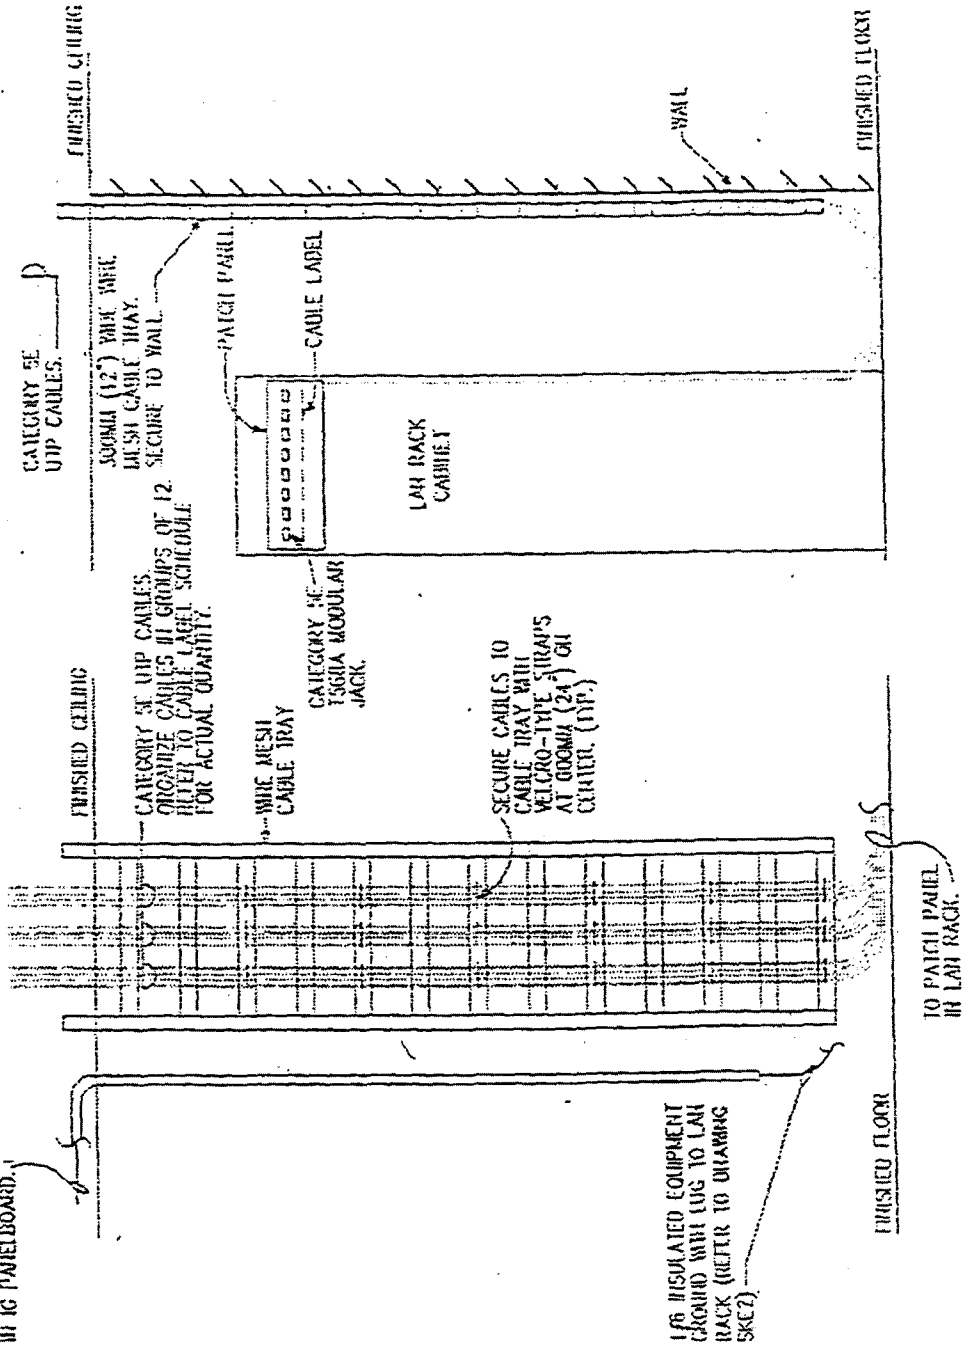 IN IG PANELBOARD.
FINISHED CEILING
CATEGORY 5E UTP CABLES.
ORGANIZE CABLES IN GROUPS OF 12.
REFER TO CABLE LABEL SCHEDULE
FOR ACTUAL QUANTITY.
WIRE MESH
CABLE TRAY
SECURE CABLES TO
CABLE TRAY WITH
VELCRO-TYPE STRAPS
AT 600MM (24") ON
CENTER. (TYP.)
INSULATED EQUIPMENT
GROUND WITH LUG TO LAN
RACK (REFER TO DRAWING
SKE2)
FINISHED FLOOR
TO PATCH PANEL
IN LAN RACK.
CATEGORY 5E
UTP CABLES.
300MM (12") WIDE WIRE
MESH CABLE TRAY.
SECURE TO WALL.
FINISHED CEILING
PATCH PANEL
CABLE LABEL
CATEGORY 5E
T568A MODULAR
JACK.
LAN RACK
CABINET
WALL
FINISHED FLOOR